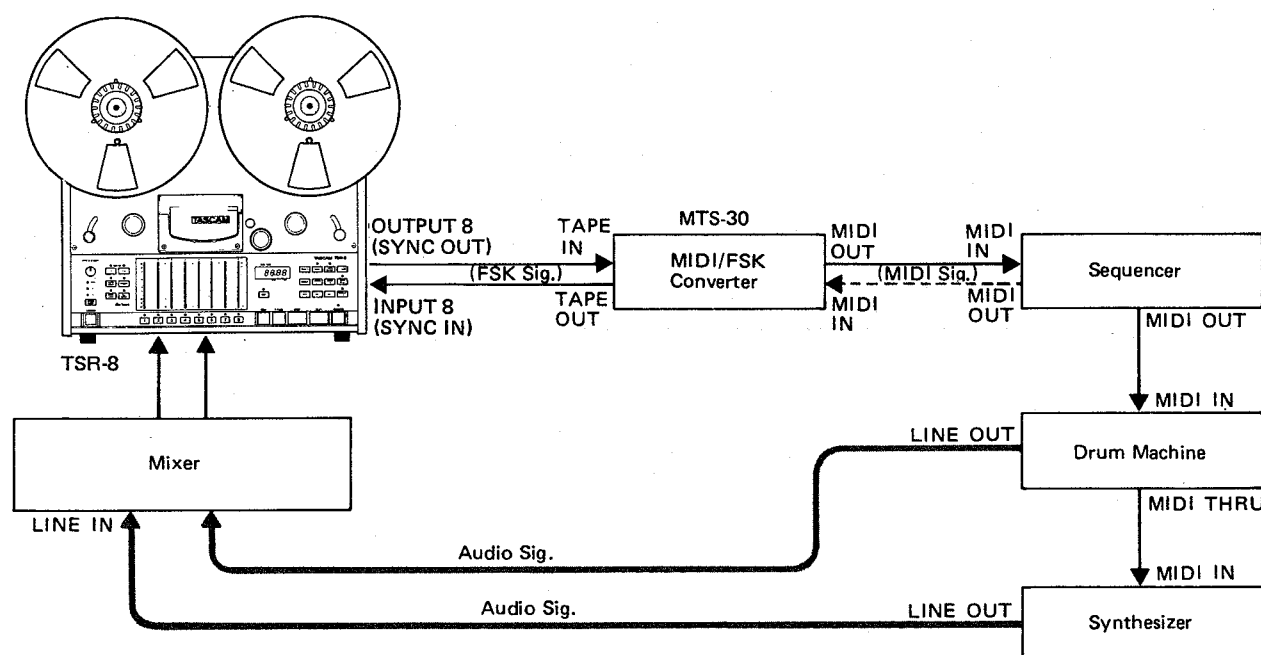 TASCAM
OUTPUT 8
(SYNC OUT)
TAPE
IN
(FSK Sig.)
INPUT 8
(SYNC IN)
TAPE
OUT
MTS-30
MIDI/FSK
Converter
MIDI
OUT
MIDI
IN
(MIDI Sig.)
MIDI
IN
MIDI
OUT
Sequencer
MIDI OUT
TSR-8
MIDI IN
Mixer
LINE OUT
Drum Machine
LINE IN
MIDI THRU
Audio Sig.
MIDI IN
Audio Sig.
LINE OUT
Synthesizer